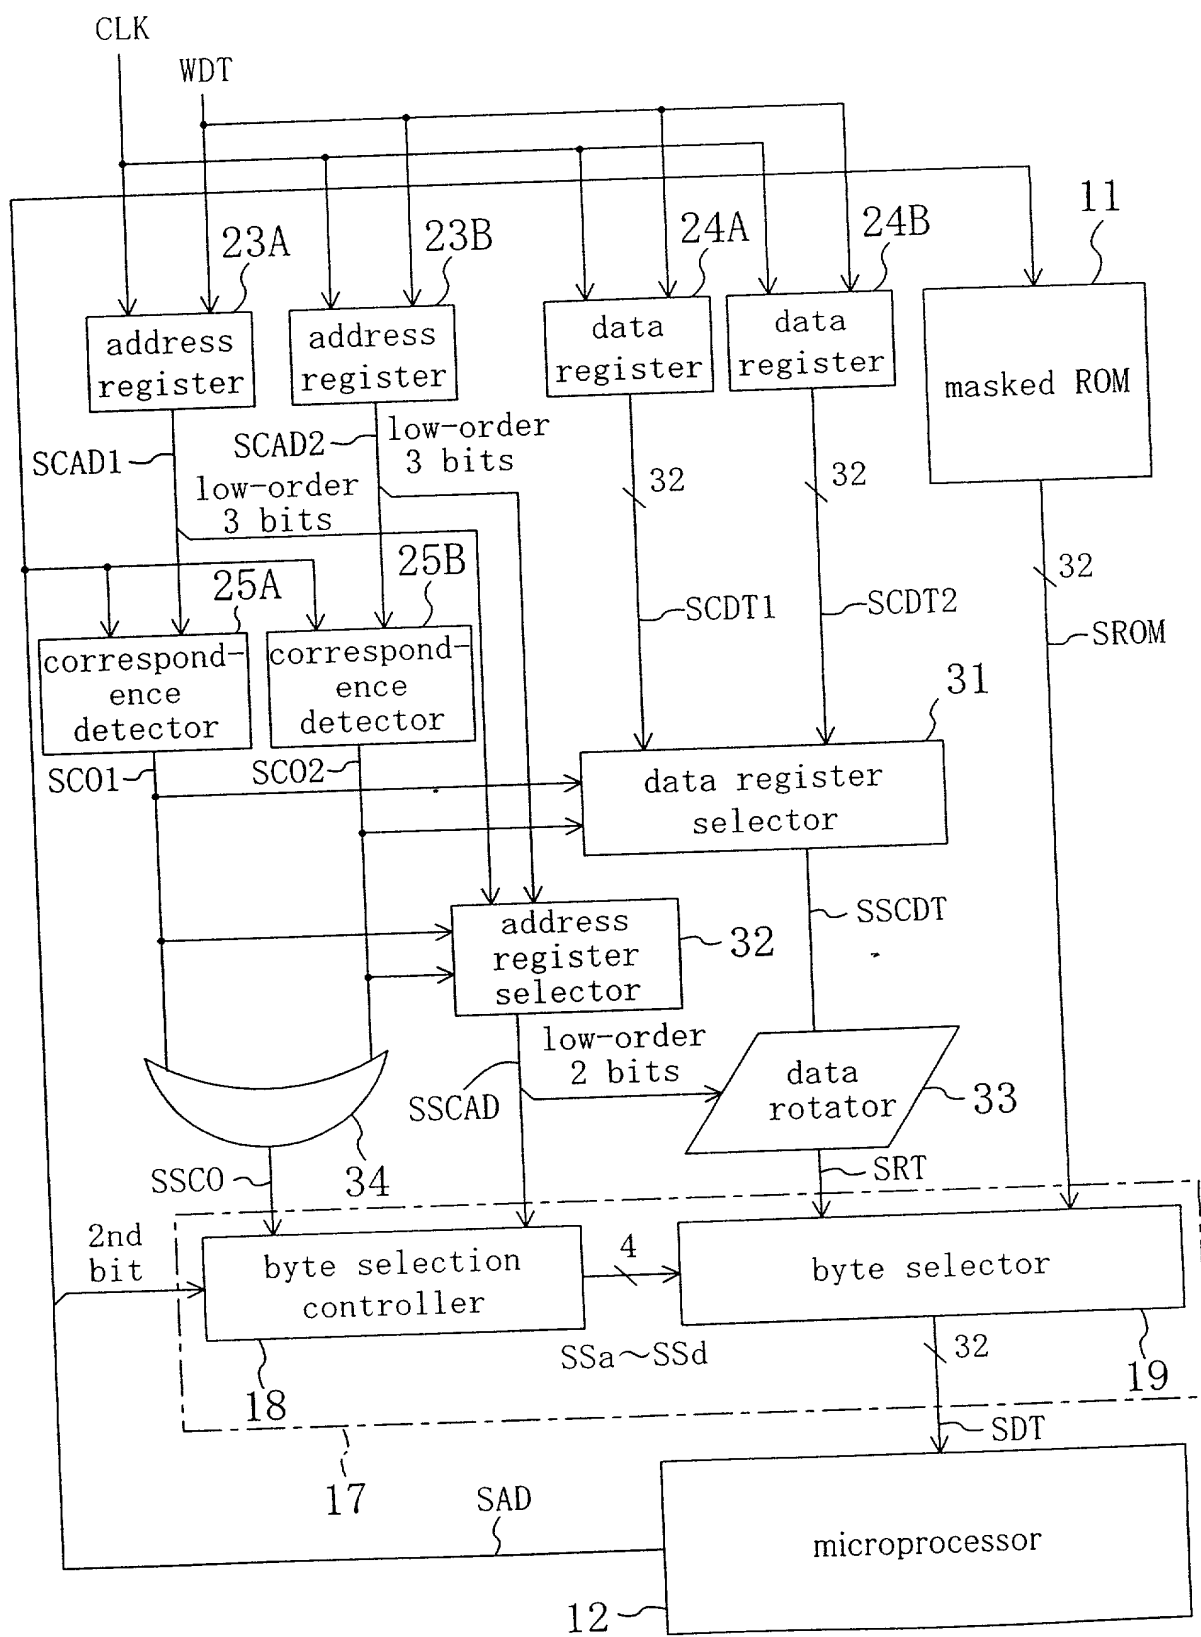 CLK
WDT
23A
23B
24A
24B
11
address
register
address
register
data
register
data
register
masked ROM
SCAD1
SCAD2
low-order
3 bits
low-order
3 bits
32
32
32
25A
25B
SCDT1
SCDT2
SROM
correspond-
ence
detector
correspond-
ence
detector
31
SCO1
SCO2
data register
selector
SSCDT
address
register
selector
32
low-order
2 bits
data
rotator
33
SSCAD
SSCO
34
SRT
2nd
bit
byte selection
controller
4
byte selector
SSa~SSd
32
18
19
17
SDT
SAD
microprocessor
12